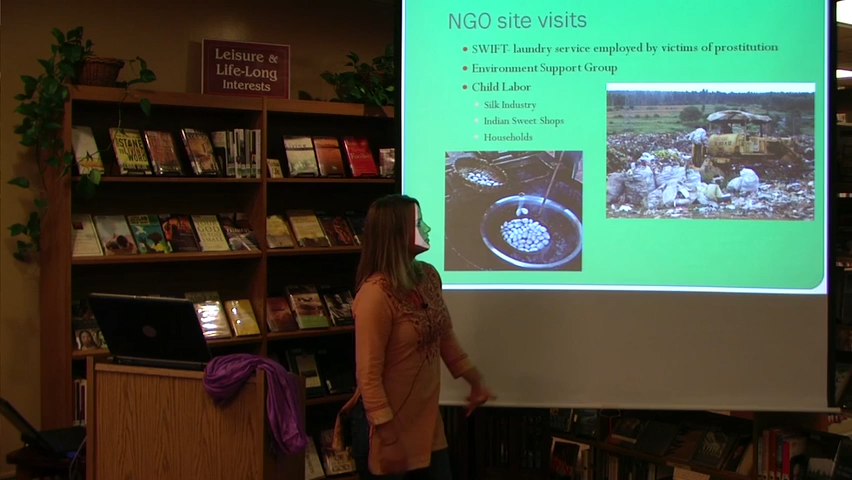 NGO site visits
SWIFT- laundry service employed by victims of prostitution
Environment Support Group
Child Labor
Silk Industry
Indian Sweet Shops
Households
Leisure &
Life-Long
Interests